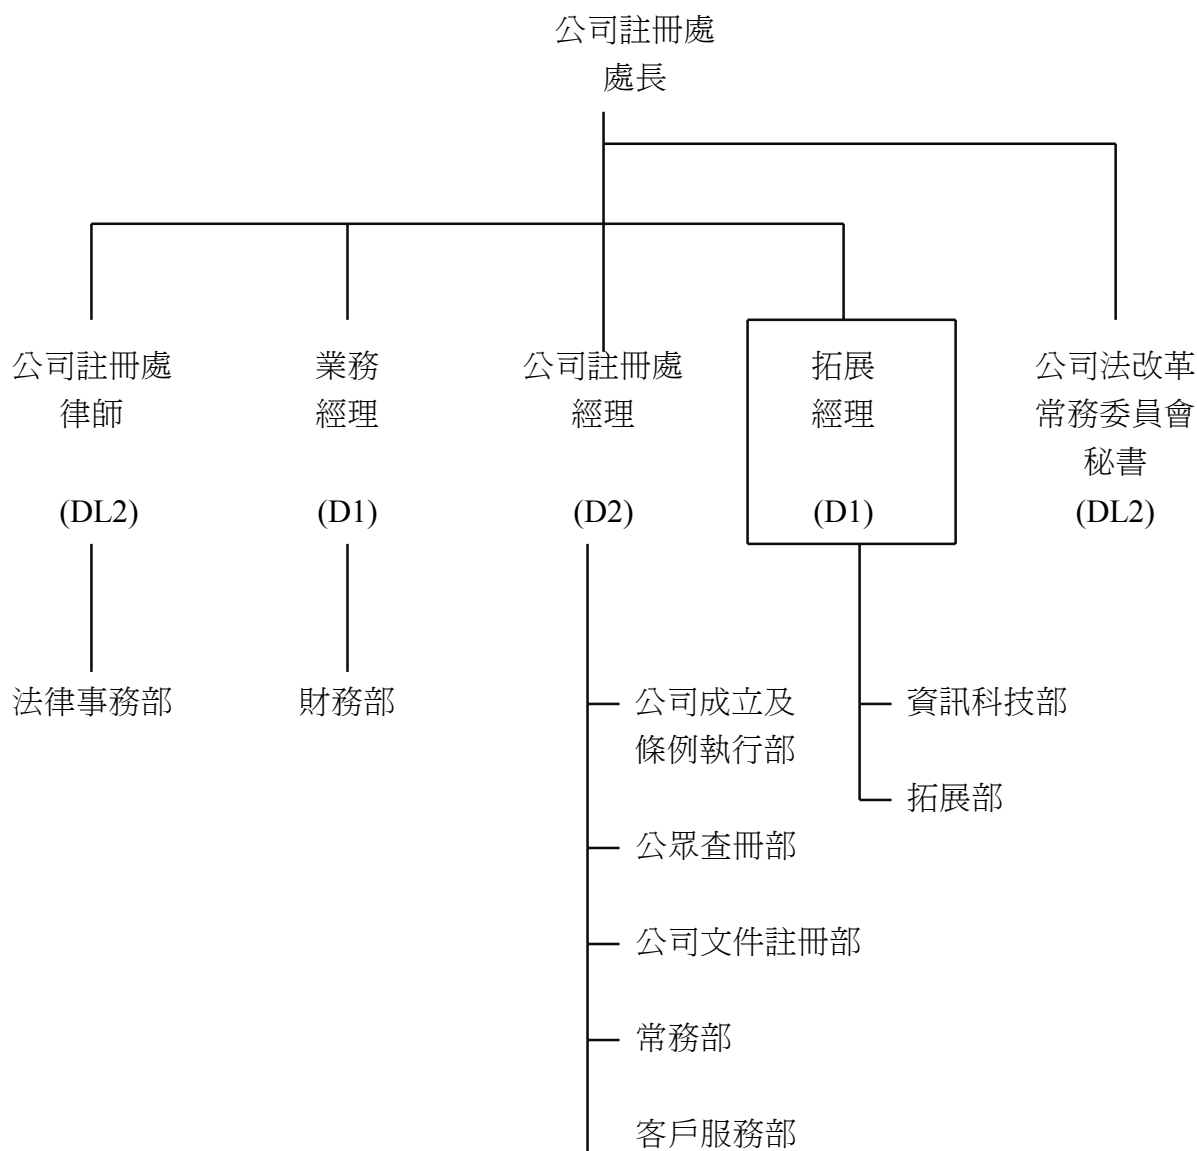 公司註冊處
處長
公司註冊處
律師
(DL2)
業務
經理
(D1)
公司註冊處
經理
(D2)
拓展
經理
(D1)
公司法改革
常務委員會
秘書
(DL2)
法律事務部
財務部
公司成立及
條例執行部
公眾查冊部
公司文件註冊部
常務部
客戶服務部
資訊科技部
拓展部